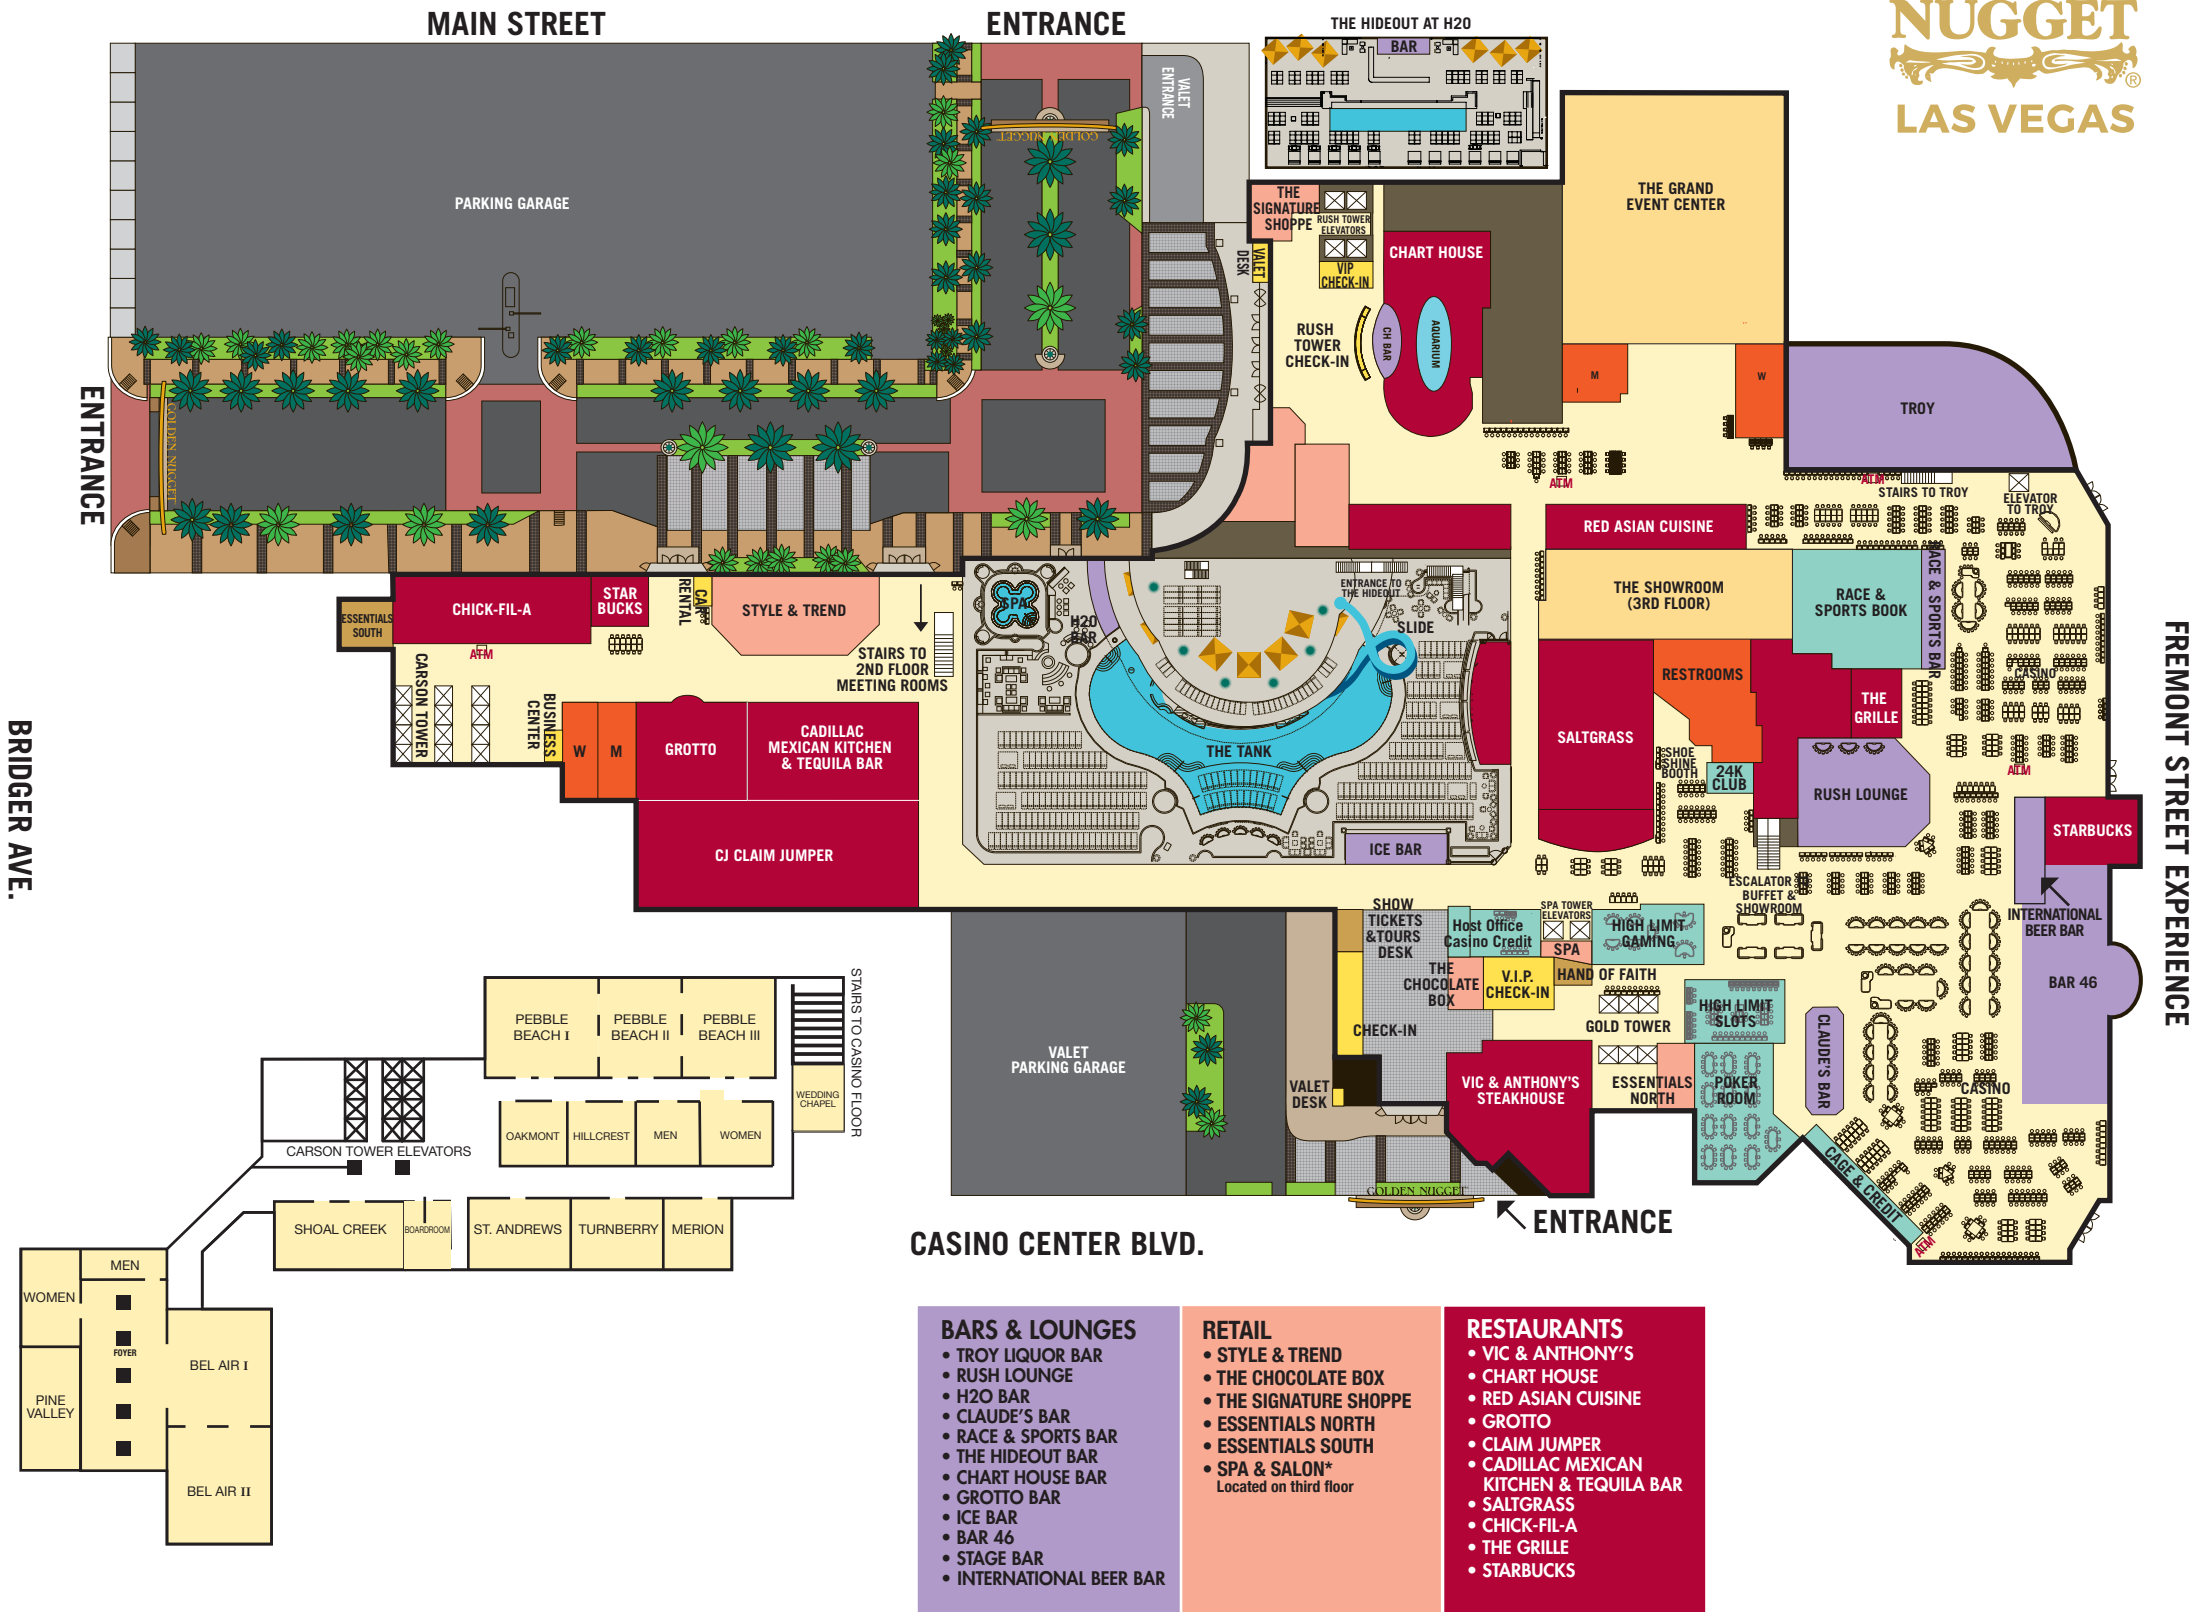 MAIN STREET
ENTRANCE
THE HIDEOUT AT H20
BAR
NUGGET
®
LAS VEGAS
VALET
ENTRANCE
PARKING GARAGE
GOLDEN NUGGET
THE
SIGNATURE
SHOPPE
RUSH TOWER
ELEVATORS
VALET
DESK
VIP
CHECK-IN
CHART HOUSE
THE GRAND
EVENT CENTER
RUSH
TOWER
CHECK-IN
CH BAR
AQUARIUM
M
W
TROY
ENTRANCE
GOLDEN NUGGET
ATM
ATM
STAIRS TO TROY
ELEVATOR
TO TROY
RED ASIAN CUISINE
THE SHOWROOM
(3RD FLOOR)
RACE &
SPORTS BOOK
RACE & SPORTS BAR
CASINO
ESSENTIALS
SOUTH
CHICK-FIL-A
STAR
BUCKS
CAR
RENTAL
STYLE & TREND
ATM
STAIRS TO
2ND FLOOR
MEETING ROOMS
CARSON TOWER
BUSINESS
CENTER
W
M
GROTTO
CADILLAC
MEXICAN KITCHEN
& TEQUILA BAR
CJ CLAIM JUMPER
SPA
H20
BAR
ENTRANCE TO
THE HIDEOUT
SLIDE
THE TANK
ICE BAR
SALTGRASS
RESTROOMS
THE
GRILLE
SHOE
SHINE
BOOTH
24K
CLUB
RUSH LOUNGE
ATM
STARBUCKS
FREMONT STREET EXPERIENCE
BRIDGER AVE.
ESCALATOR
BUFFET &
SHOWROOM
INTERNATIONAL
BEER BAR
BAR 46
SHOW
TICKETS
&TOURS
DESK
Host Office
Casino Credit
SPA TOWER
ELEVATORS
SPA
HIGH LIMIT
GAMING
THE
CHOCOLATE
BOX
V.I.P.
CHECK-IN
HAND OF FAITH
GOLD TOWER
HIGH LIMIT
SLOTS
CHECK-IN
VALET
PARKING GARAGE
VALET
DESK
VIC & ANTHONY'S
STEAKHOUSE
ESSENTIALS
NORTH
POKER
ROOM
CLAUDE'S BAR
CASINO
CAGE & CREDIT
ATM
GOLDEN NUGGET
ENTRANCE
CASINO CENTER BLVD.
PEBBLE
BEACH I
PEBBLE
BEACH II
PEBBLE
BEACH III
STAIRS TO CASINO FLOOR
WEDDING
CHAPEL
OAKMONT
HILLCREST
MEN
WOMEN
CARSON TOWER ELEVATORS
SHOAL CREEK
BOARDROOM
ST. ANDREWS
TURNBERRY
MERION
MEN
WOMEN
FOYER
BEL AIR I
PINE
VALLEY
BEL AIR II
BARS & LOUNGES
• TROY LIQUOR BAR
• RUSH LOUNGE
• H2O BAR
• CLAUDE'S BAR
• RACE & SPORTS BAR
• THE HIDEOUT BAR
• CHART HOUSE BAR
• GROTTO BAR
• ICE BAR
• BAR 46
• STAGE BAR
• INTERNATIONAL BEER BAR
RETAIL
• STYLE & TREND
• THE CHOCOLATE BOX
• THE SIGNATURE SHOPPE
• ESSENTIALS NORTH
• ESSENTIALS SOUTH
• SPA & SALON*
Located on third floor
RESTAURANTS
• VIC & ANTHONY'S
• CHART HOUSE
• RED ASIAN CUISINE
• GROTTO
• CLAIM JUMPER
• CADILLAC MEXICAN
KITCHEN & TEQUILA BAR
• SALTGRASS
• CHICK-FIL-A
• THE GRILLE
• STARBUCKS